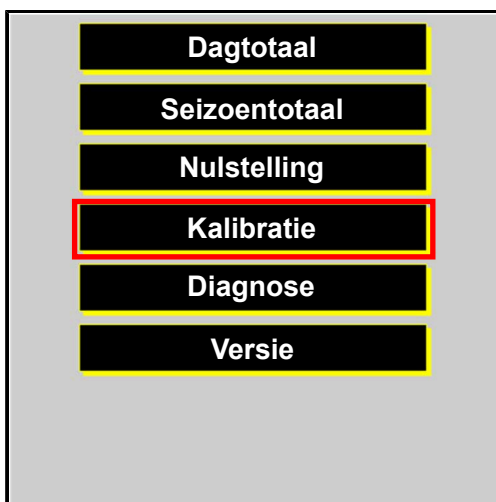 Dagtotaal
Seizoentotaal
Nulstelling
Kalibratie
Diagnose
Versie